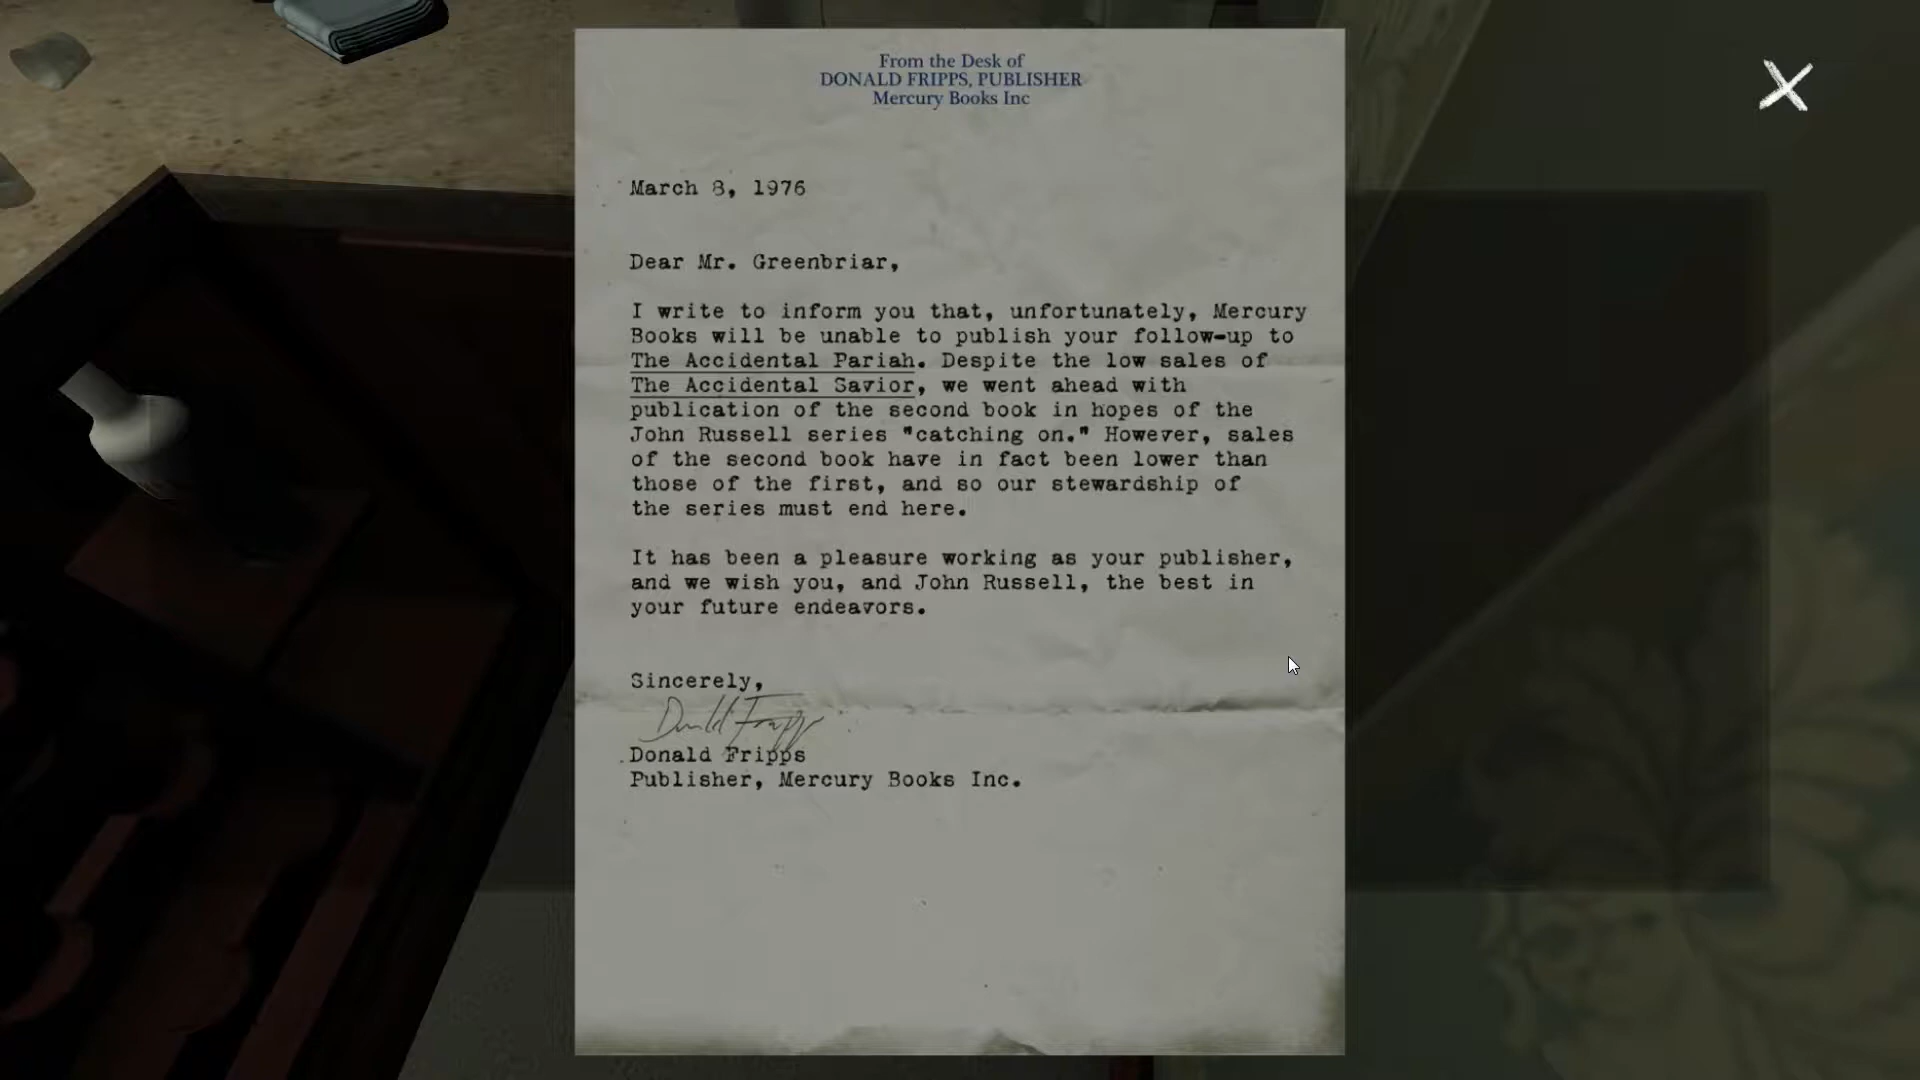 From the Desk of
DONALD FRIPPS, PUBLISHER
Mercury Books Inc
March 8, 1976
Dear Mr. Greenbriar,
I write to inform you that, unfortunately, Mercury
Books will be unable to publish your follow-up to
The Accidental Pariah. Despite the low sales of
The Accidental Savior, we went ahead with
publication of the second book in hopes of the
John Russell series "catching on." However, sales
of the second book have in fact been lower than
those of the first, and so our stewardship of
the series must end here.
It has been a pleasure working as your publisher,
and we wish you, and John Russell, the best in
your future endeavors.
Sincerely,
Donald Fripps
Donald Fripps
Publisher, Mercury Books Inc.